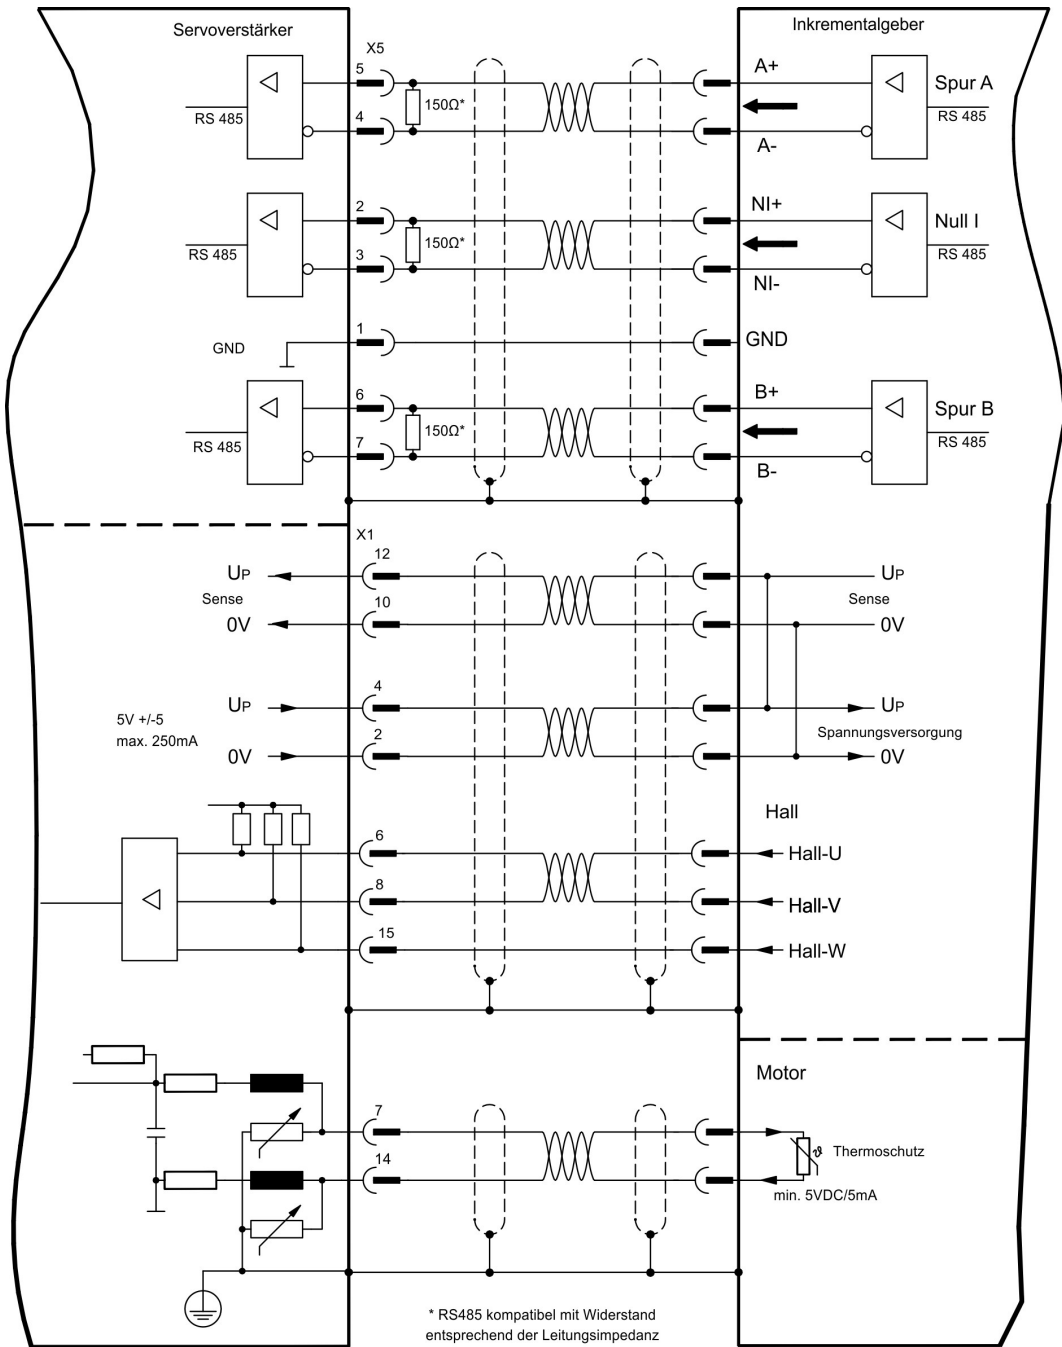 Servoverstärker
Inkrementalgeber
X5
5
A+
Spur A
150Ω*
RS 485
RS 485
4
A-
2
NI+
Null I
150Ω*
RS 485
RS 485
3
NI-
1
GND
GND
6
B+
Spur B
150Ω*
RS 485
RS 485
7
B-
X1
12
UP
UP
Sense
Sense
10
0V
0V
4
UP
UP
5V +/-5
max. 250mA
Spannungsversorgung
2
0V
0V
Hall
6
Hall-U
8
Hall-V
15
Hall-W
Motor
7
ϑ
Thermoschutz
14
min. 5VDC/5mA
* RS485 kompatibel mit Widerstand
entsprechend der Leitungsimpedanz